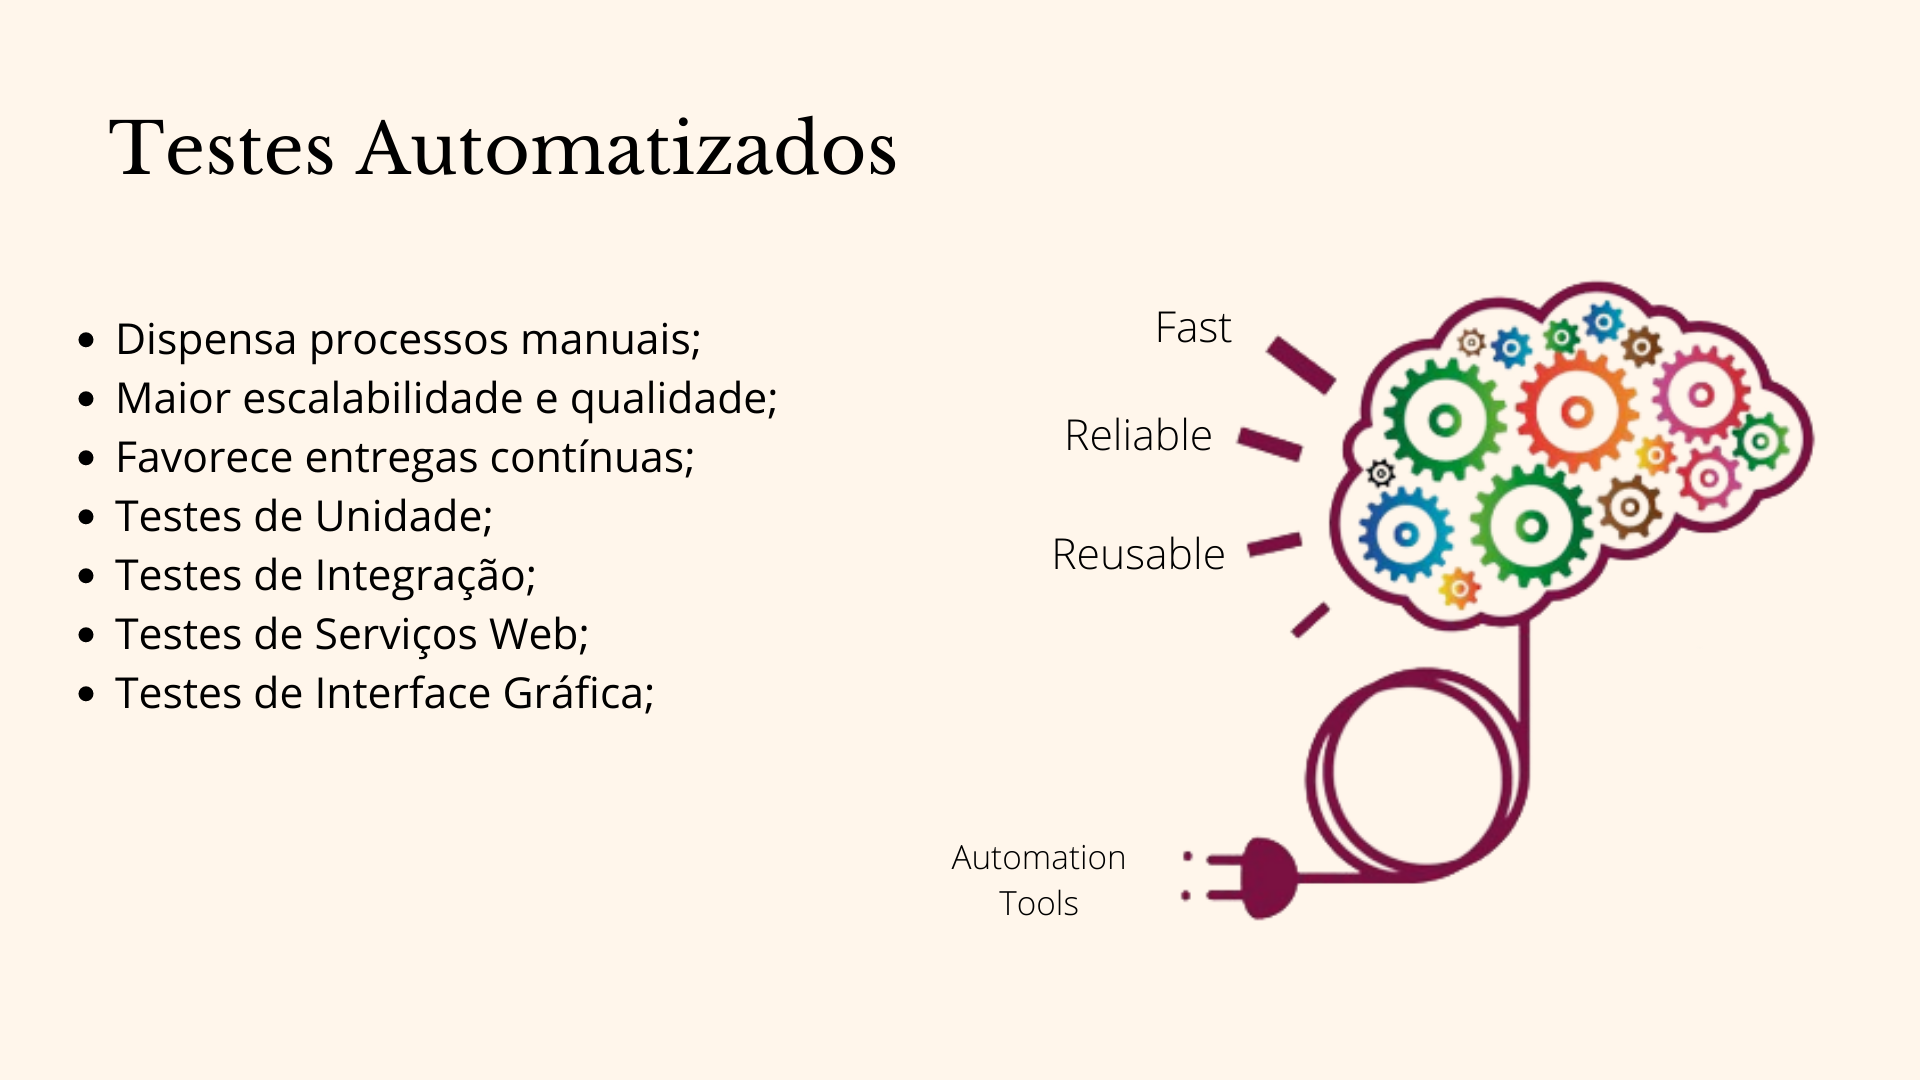 Testes Automatizados
• Dispensa processos manuais;
• Maior escalabilidade e qualidade;
• Favorece entregas contínuas;
• Testes de Unidade;
• Testes de Integração;
• Testes de Serviços Web;
• Testes de Interface Gráfica;
Fast
Reliable
Reusable
Automation
Tools